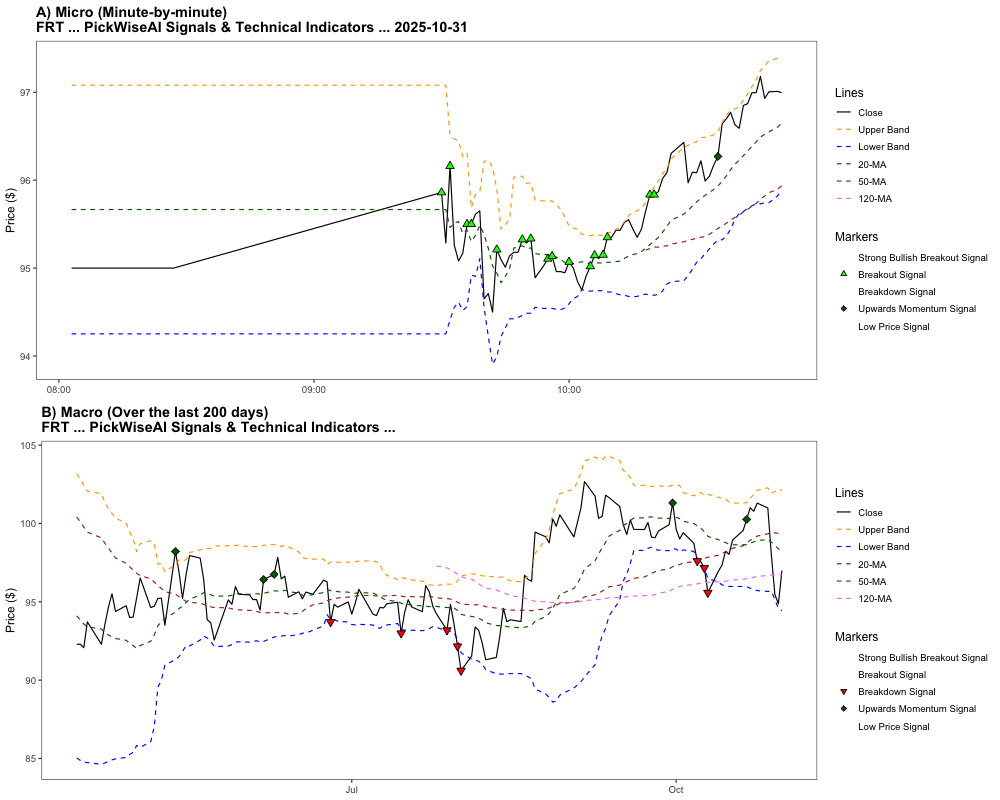 A) Micro (Minute-by-minute)
FRT ... PickWiseAI Signals & Technical Indicators ... 2025-10-31
97
96
95
94
Price ($)
08:00
09:00
10:00
Lines
Close
Upper Band
Lower Band
20-MA
50-MA
120-MA
Markers
Strong Bullish Breakout Signal
Breakout Signal
Breakdown Signal
Upwards Momentum Signal
Low Price Signal
B) Macro (Over the last 200 days)
FRT ... PickWiseAI Signals & Technical Indicators ...
105
100
95
90
85
Price ($)
Jul
Oct
Lines
Close
Upper Band
Lower Band
20-MA
50-MA
120-MA
Markers
Strong Bullish Breakout Signal
Breakout Signal
Breakdown Signal
Upwards Momentum Signal
Low Price Signal